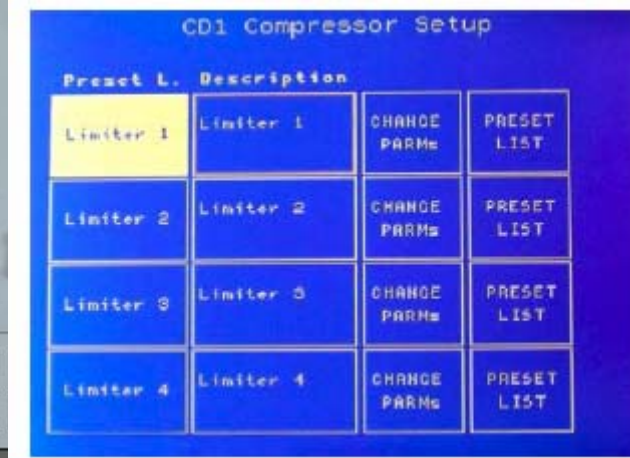 CD1 Compressor Setup
Preset L. Description
Limiter 1 Limiter 1 CHANGE PARMs PRESET LIST
Limiter 2 Limiter 2 CHANGE PARMs PRESET LIST
Limiter 3 Limiter 3 CHANGE PARMs PRESET LIST
Limiter 4 Limiter 4 CHANGE PARMs PRESET LIST